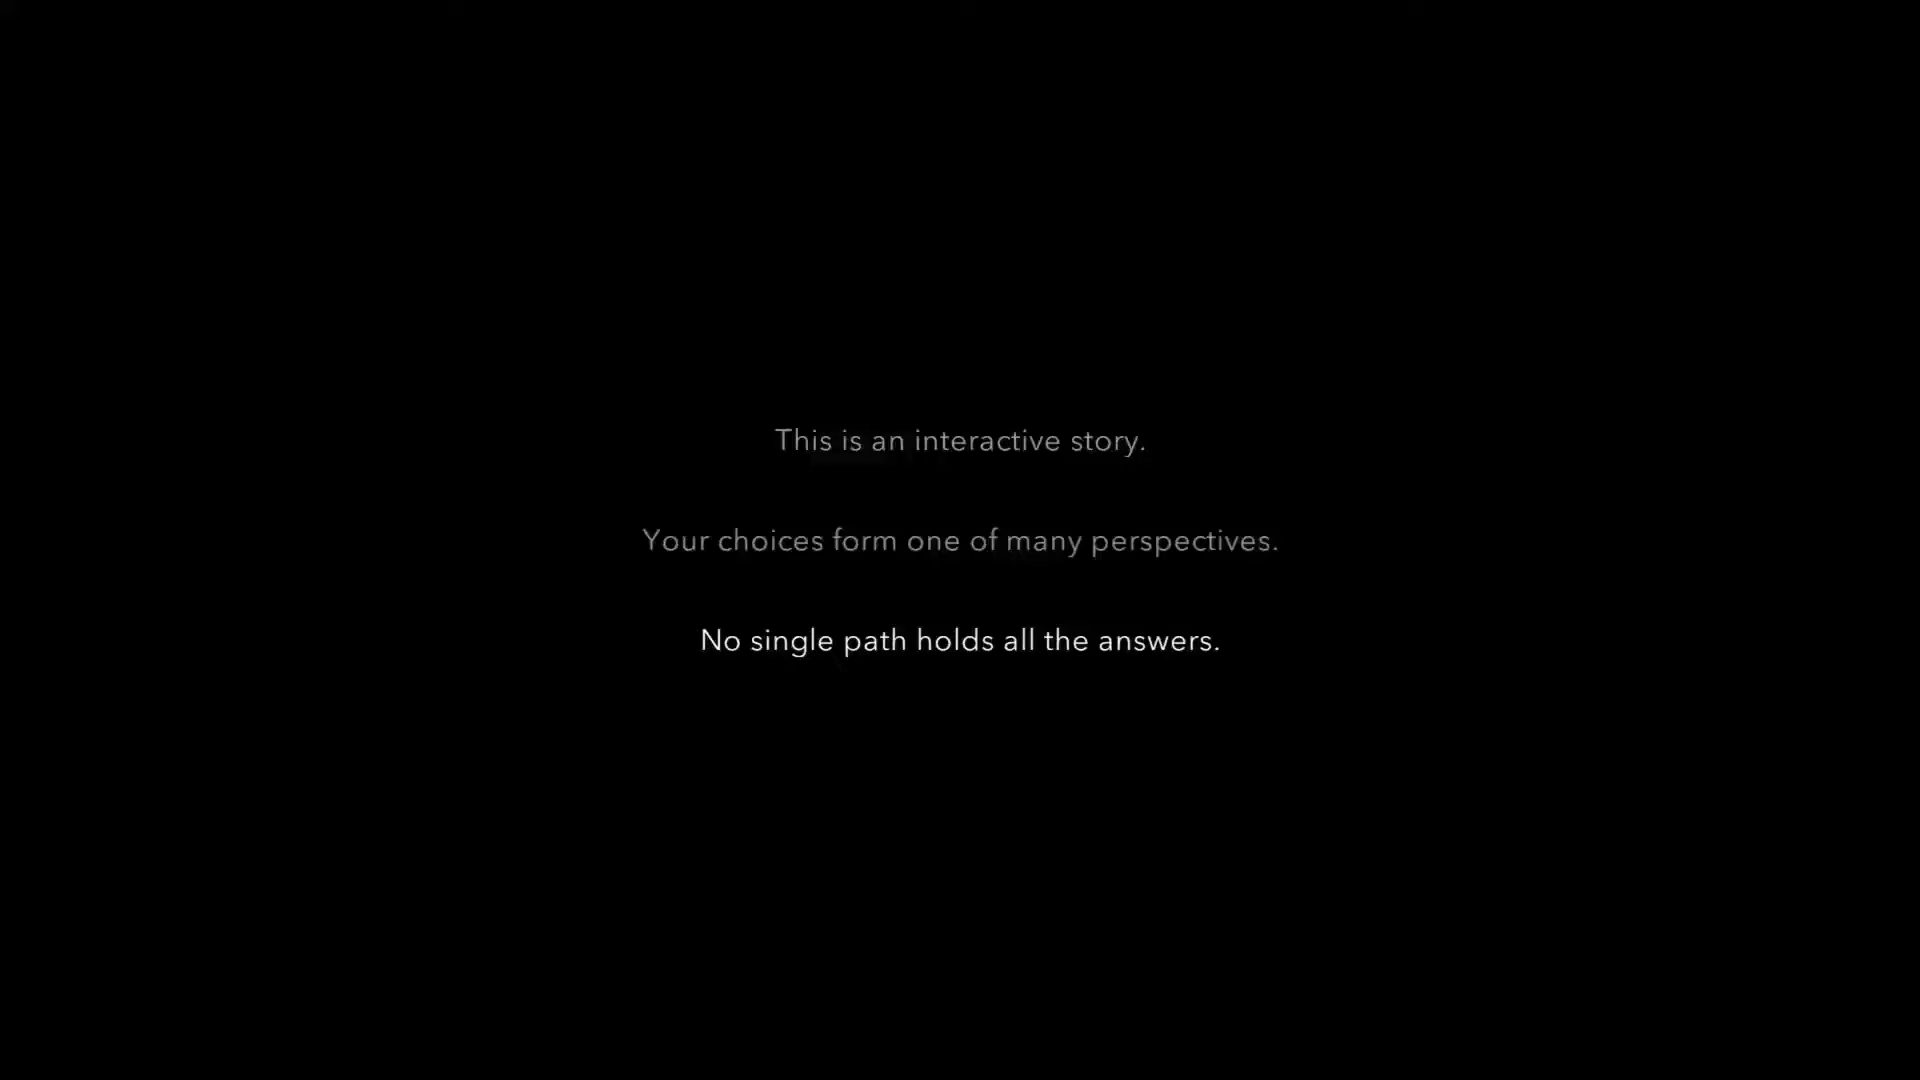 This is an interactive story.
Your choices form one of many perspectives.
No single path holds all the answers.